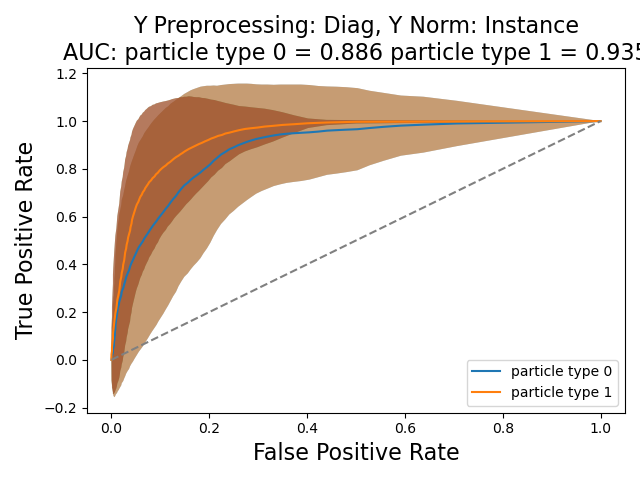 Y Preprocessing: Diag, Y Norm: Instance
AUC: particle type 0 = 0.886 particle type 1 = 0.935
1.2
1.0
0.8
0.6
0.4
0.2
0.0
−0.2
True Positive Rate
particle type 0
particle type 1
0.0 0.2 0.4 0.6 0.8 1.0
False Positive Rate